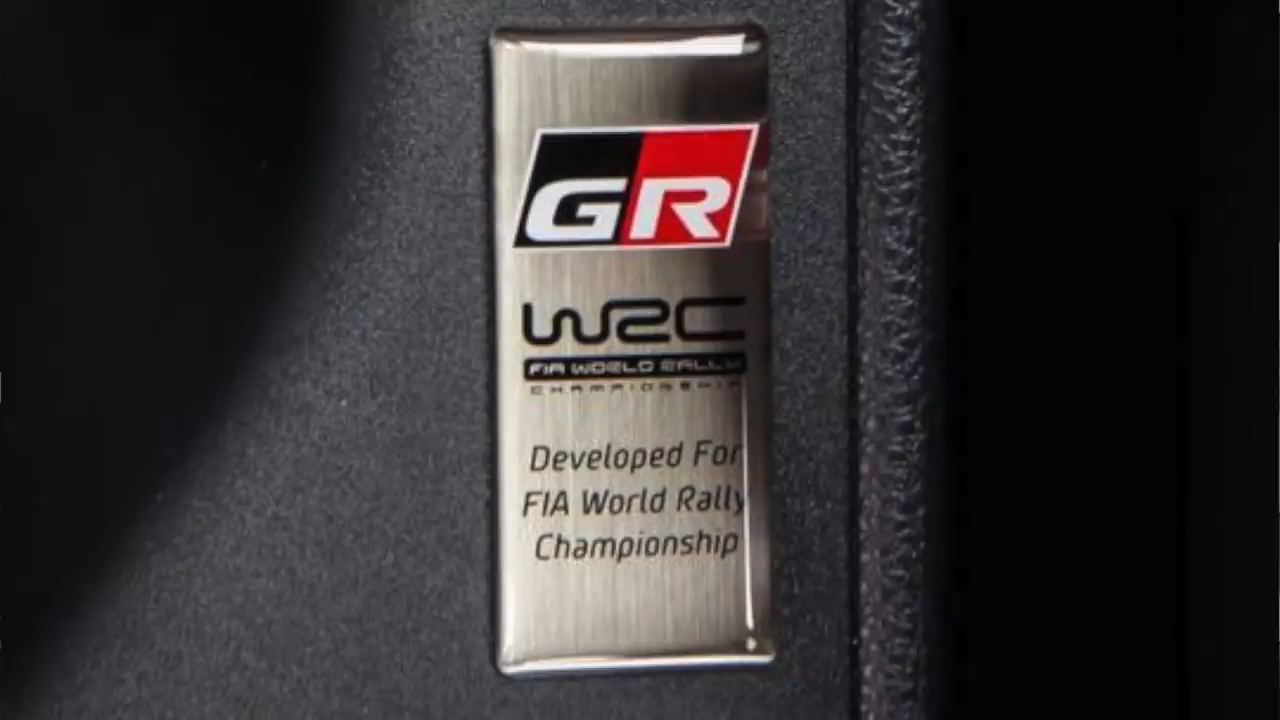 GR
WRC
FIA WORLD RALLY
CHAMPIONSHIP
Developed For
FIA World Rally
Championship